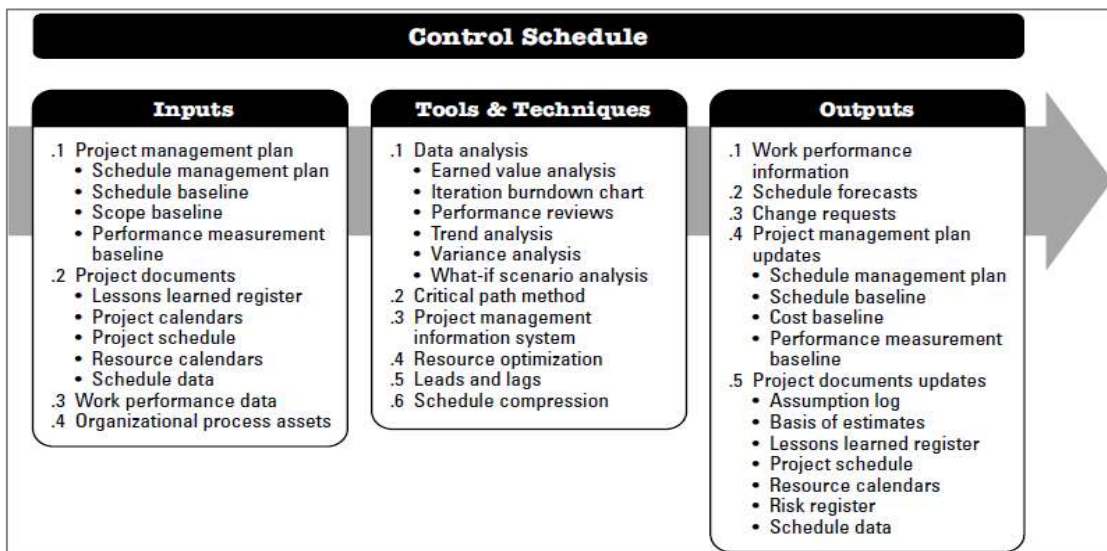 Control Schedule
Inputs
.1 Project management plan
• Schedule management plan
• Schedule baseline
• Scope baseline
• Performance measurement
baseline
.2 Project documents
• Lessons learned register
• Project calendars
• Project schedule
• Resource calendars
• Schedule data
.3 Work performance data
.4 Organizational process assets
Tools & Techniques
.1 Data analysis
• Earned value analysis
• Iteration burndown chart
• Performance reviews
• Trend analysis
• Variance analysis
• What-if scenario analysis
.2 Critical path method
.3 Project management
information system
.4 Resource optimization
.5 Leads and lags
.6 Schedule compression
Outputs
.1 Work performance
information
.2 Schedule forecasts
.3 Change requests
.4 Project management plan
updates
• Schedule management plan
• Schedule baseline
• Cost baseline
• Performance measurement
baseline
.5 Project documents updates
• Assumption log
• Basis of estimates
• Lessons learned register
• Project schedule
• Resource calendars
• Risk register
• Schedule data